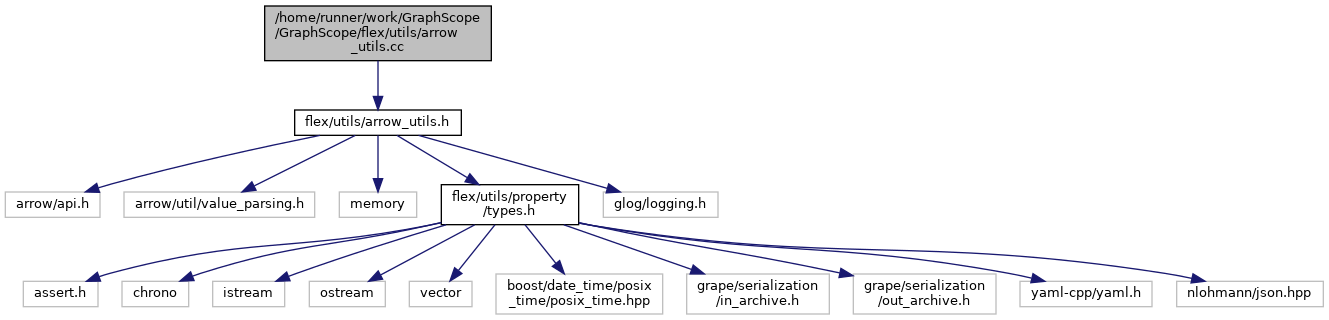 /home/runner/work/GraphScope
/GraphScope/flex/utils/arrow
_utils.cc
flex/utils/arrow_utils.h
arrow/api.h
arrow/util/value_parsing.h
memory
flex/utils/property
/types.h
glog/logging.h
assert.h
chrono
istream
ostream
vector
boost/date_time/posix
_time/posix_time.hpp
grape/serialization
/in_archive.h
grape/serialization
/out_archive.h
yaml-cpp/yaml.h
nlohmann/json.hpp